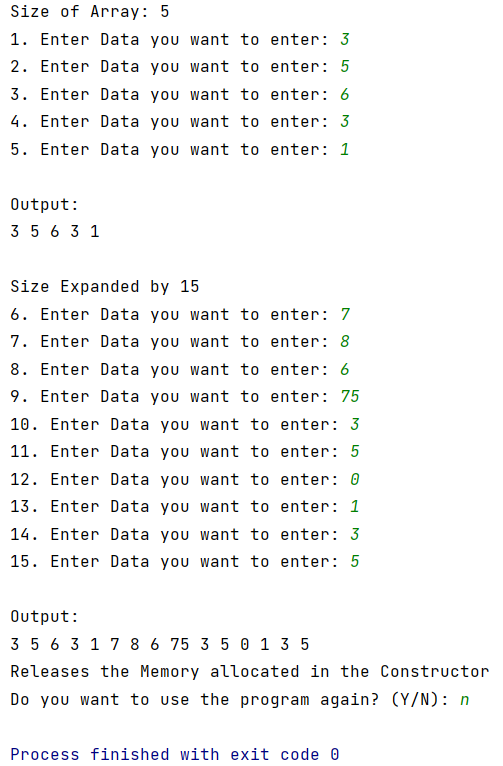 Size of Array: 5
1. Enter Data you want to enter: 3
2. Enter Data you want to enter: 5
3. Enter Data you want to enter: 6
4. Enter Data you want to enter: 3
5. Enter Data you want to enter: 1
Output:
3 5 6 3 1
Size Expanded by 15
6. Enter Data you want to enter: 7
7. Enter Data you want to enter: 8
8. Enter Data you want to enter: 6
9. Enter Data you want to enter: 75
10. Enter Data you want to enter: 3
11. Enter Data you want to enter: 5
12. Enter Data you want to enter: 0
13. Enter Data you want to enter: 1
14. Enter Data you want to enter: 3
15. Enter Data you want to enter: 5
Output:
3 5 6 3 1 7 8 6 75 3 5 0 1 3 5
Releases the Memory allocated in the Constructor
Do you want to use the program again? (Y/N): n
Process finished with exit code 0